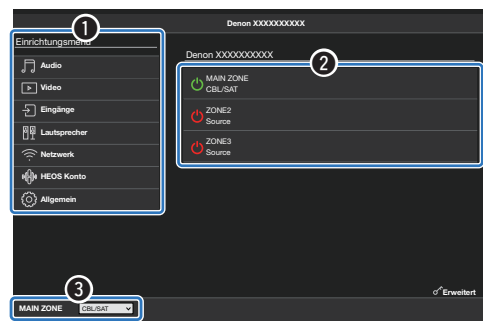 Denon XXXXXXXXXX
1
Einrichtungsmenü
Audio
Video
Eingänge
Lautsprecher
Netzwerk
HEOS Konto
Allgemein
Denon XXXXXXXXXX
2
MAIN ZONE
CBL/SAT
ZONE2
Source
ZONE3
Source
Erweitert
3
MAIN ZONE CBL/SAT